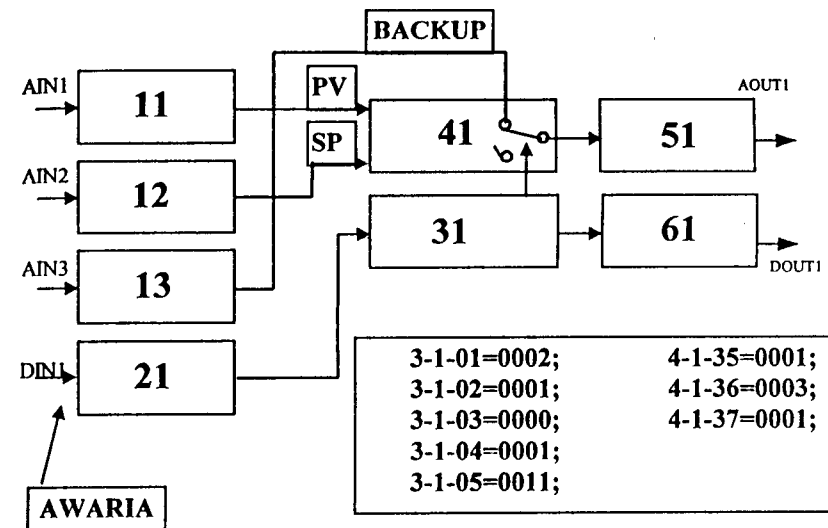 BACKUP
AIN1
11
PV
41
51
AOUT1
SP
AIN2
12
31
61
DOUT1
AIN3
13
DIN1
21
3-1-01=0002; 4-1-35=0001;
3-1-02=0001; 4-1-36=0003;
3-1-03=0000; 4-1-37=0001;
3-1-04=0001;
3-1-05=0011;
AWARIA